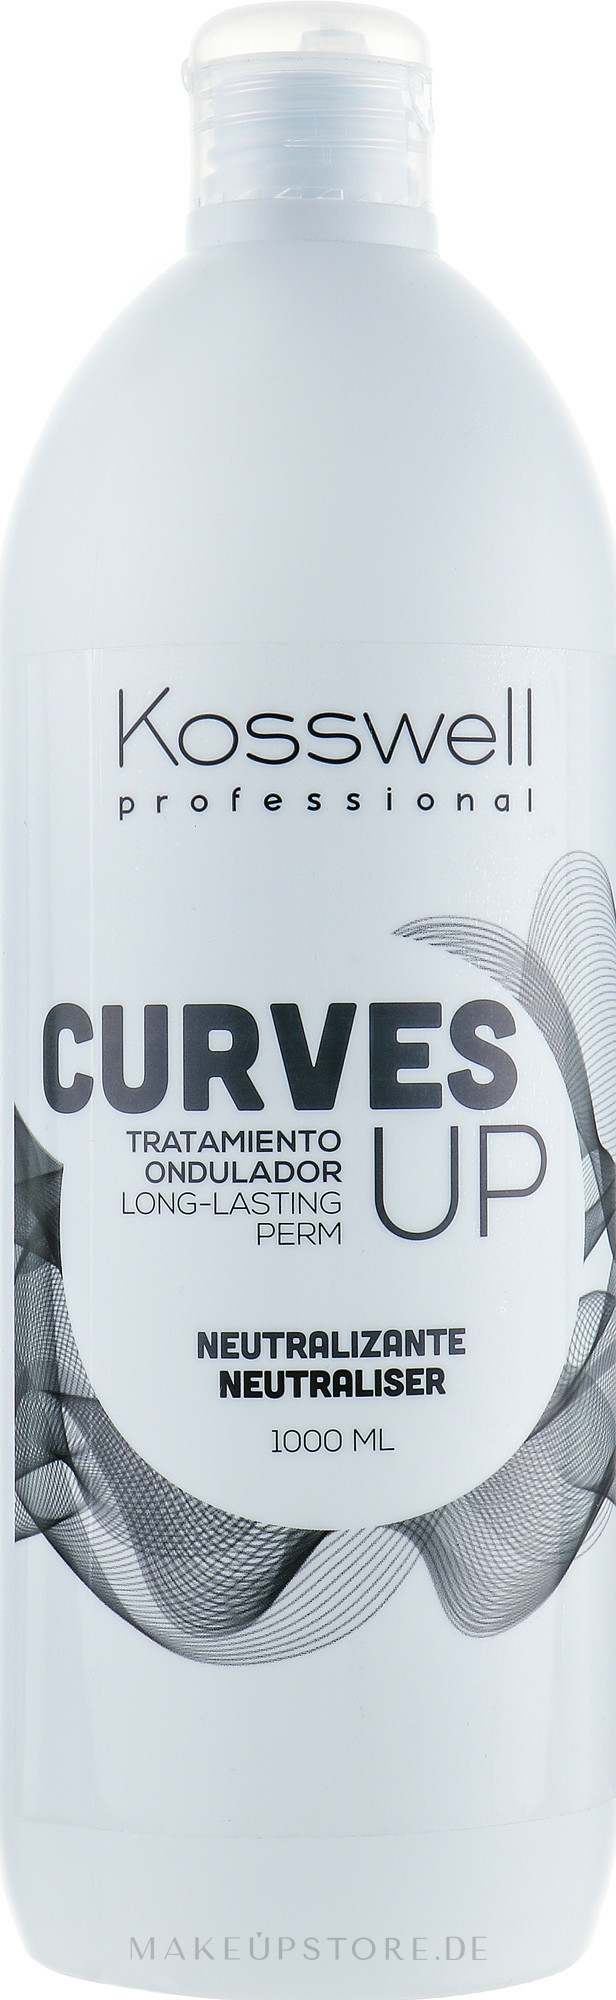 Kosswell
professional
CURVES
UP
TRATAMIENTO
ONDULADOR
LONG-LASTING
PERM
NEUTRALIZANTE
NEUTRALISER
1000 ML
MAKEUPSTORE.DE